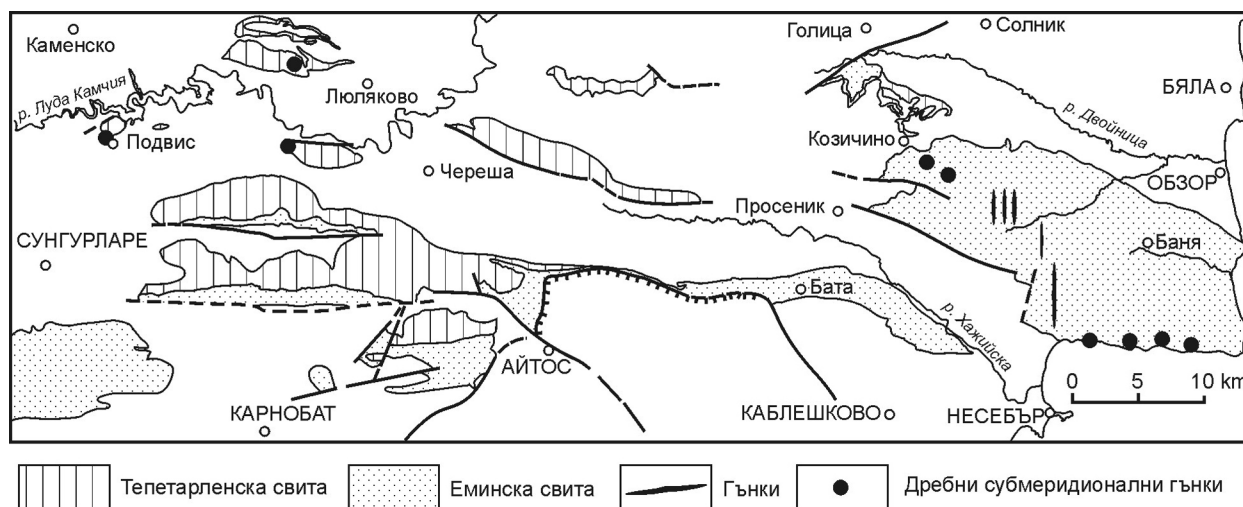 Каменско
Голица
Солник
р. Луда Камчия
Люляково
БЯЛА
р. Двойница
Подвис
Козичино
Череша
ОБЗОР
Просеник
СУНГУРЛАРЕ
Баня
Бата
р. Хажийска
АЙТОС
0 5 10 km
КАРНОБАТ
КАБЛЕШКОВО
НЕСЕБЪР
Тепетарленска свита
Еминска свита
Гънки
Дребни субмеридионални гънки